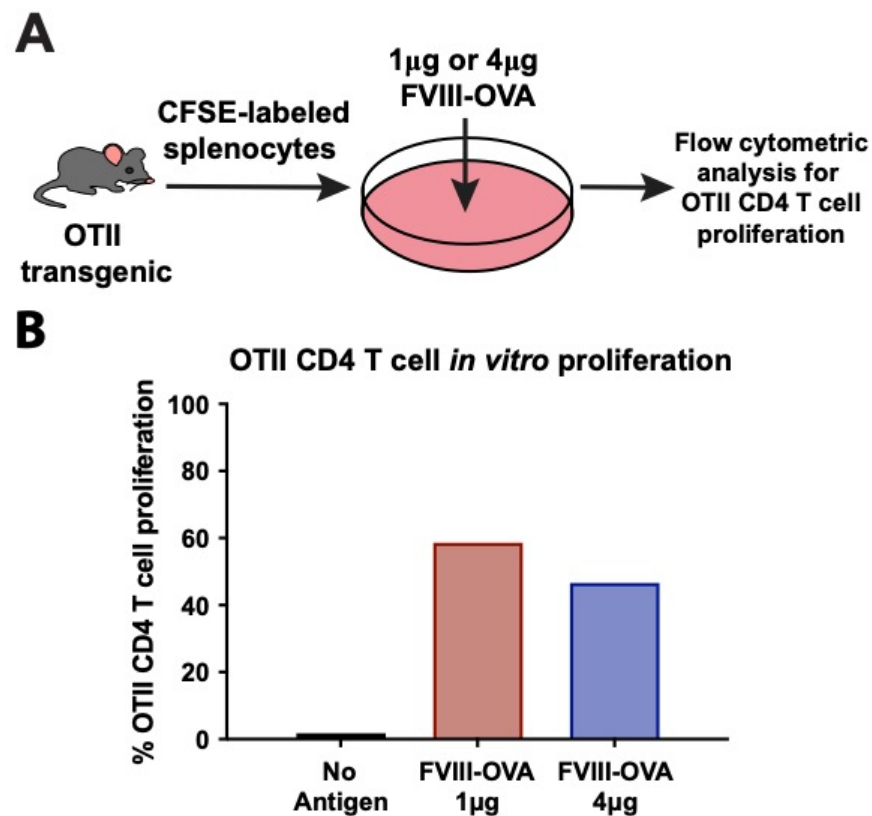 A
1µg or 4µg
FVIII-OVA
CFSE-labeled
splenocytes
Flow cytometric
analysis for
OTII CD4 T cell
proliferation
OTII
transgenic
B
OTII CD4 T cell in vitro proliferation
% OTII CD4 T cell proliferation
100
80
60
40
20
0
No
Antigen
FVIII-OVA
1µg
FVIII-OVA
4µg